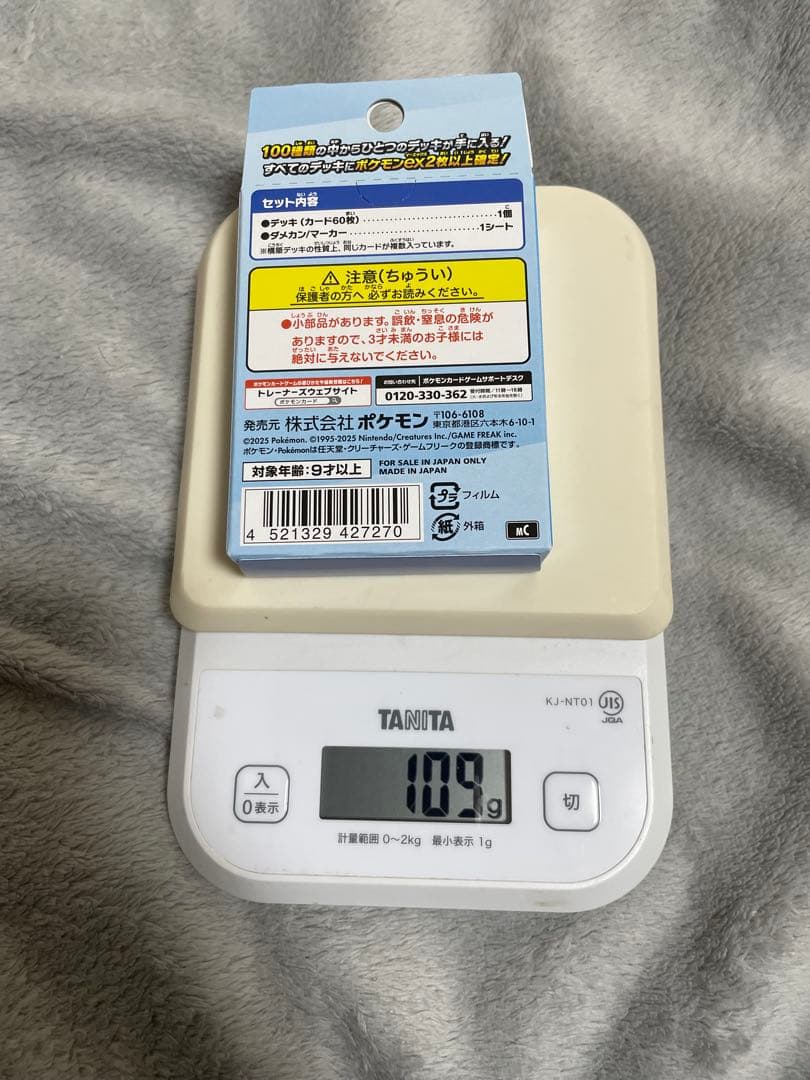 100種類の中からひとつのデッキが手に入る!
すべてのデッキにポケモンex2枚以上確定!
セット内容
●デッキ(カード60枚)……………………1個
●ダメカン/マーカー……………………1シート
※構築デッキの性質上、同じカードが複数入っています。
⚠ 注意(ちゅうい)
保護者の方へ 必ずお読みください。
●小部品があります。誤飲・窒息の危険が
ありますので、3才未満のお子様には
絶対に与えないでください。
トレーナーズウェブサイト
ポケモンカード
お問い合わせ先 ポケモンカードゲームサポートデスク
0120-330-362
発売元 株式会社ポケモン 〒106-6108
東京都港区六本木6-10-1
©2025 Pokémon. ©1995-2025 Nintendo/Creatures Inc./GAME FREAK inc.
ポケモン・Pokémonは任天堂・クリーチャーズ・ゲームフリークの登録商標です。
対象年齢:9才以上
FOR SALE IN JAPAN ONLY
MADE IN JAPAN
4 521329 427270
プラ フィルム
紙 外箱
MC
KJ-NT01 JIS
JQA
TANITA
入
0表示
109g
切
計量範囲 0〜2kg 最小表示 1g